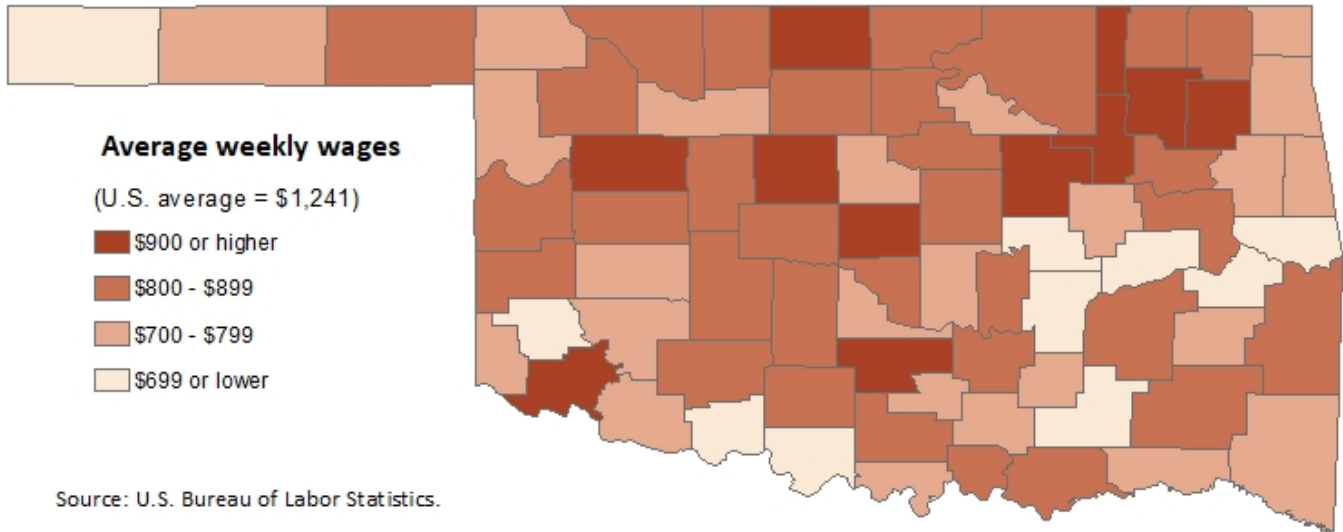 Average weekly wages
(U.S. average = $1,241)
$900 or higher
$800 - $899
$700 - $799
$699 or lower
Source: U.S. Bureau of Labor Statistics.